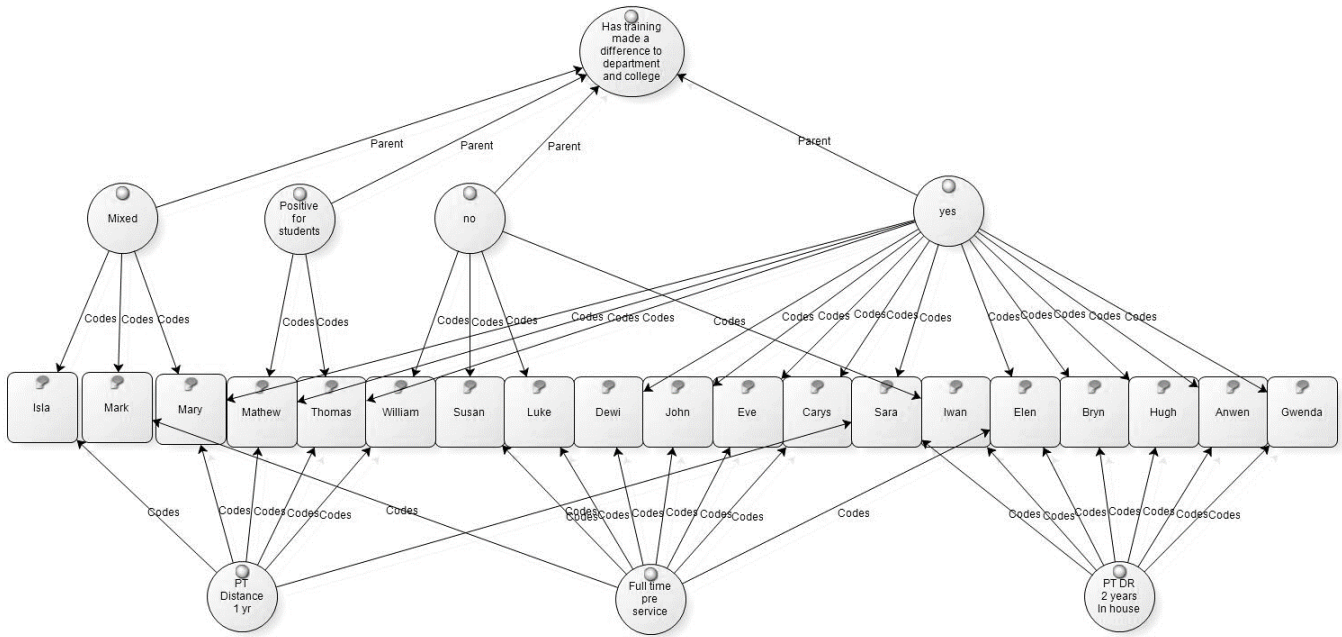 Has training
made a
difference to
department
and college
Parent
Parent
Parent
Parent
Mixed
Positive
for
students
no
yes
Codes Codes Codes
Codes Codes
Codes Codes Codes
Codes
Codes Codes Codes
Codes Codes Codes Codes Codes
Codes Codes Codes Codes Codes
Isla
Mark
Mary
Mathew
Thomas
William
Susan
Luke
Dewi
John
Eve
Carys
Sara
Iwan
Elen
Bryn
Hugh
Anwen
Gwenda
Codes
Codes Codes Codes Codes
Codes
Codes
Codes Codes Codes Codes Codes Codes
Codes
Codes Codes Codes Codes Codes Codes Codes
PT
Distance
1 yr
Full time
pre
service
PT DR
2 years
In house